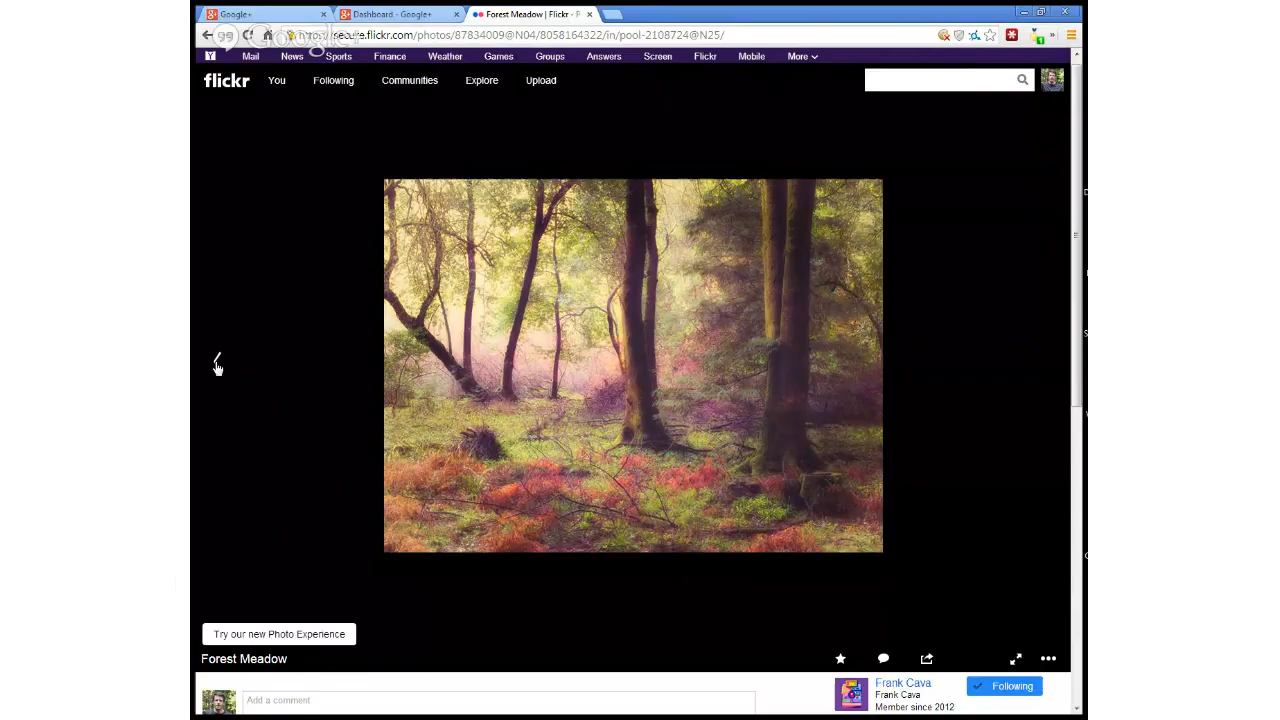 Google+
Dashboard - Google+
Forest Meadow | Flickr - P
secure.flickr.com/photos/87834009@N04/8058164322/in/pool-2108724@N25/
Google+
Y Mail News Sports Finance Weather Games Groups Answers Screen Flickr Mobile More
flickr You Following Communities Explore Upload
Try our new Photo Experience
Forest Meadow
Add a comment
Frank Cava
Frank Cava
Member since 2012
Following